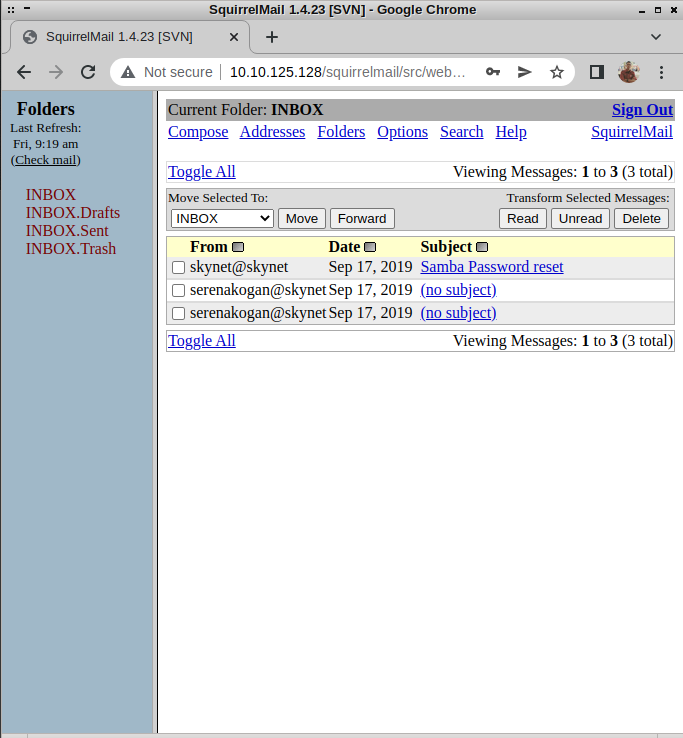 SquirrelMail 1.4.23 [SVN] - Google Chrome
SquirrelMail 1.4.23 [SVN]
Not secure 10.10.125.128/squirrelmail/src/web…
Folders
Last Refresh:
Fri, 9:19 am
(Check mail)
INBOX
INBOX.Drafts
INBOX.Sent
INBOX.Trash
Current Folder: INBOX Sign Out
Compose Addresses Folders Options Search Help SquirrelMail
Toggle All Viewing Messages: 1 to 3 (3 total)
Move Selected To: Transform Selected Messages:
INBOX Move Forward Read Unread Delete
From Date Subject
skynet@skynet Sep 17, 2019 Samba Password reset
serenakogan@skynet Sep 17, 2019 (no subject)
serenakogan@skynet Sep 17, 2019 (no subject)
Toggle All Viewing Messages: 1 to 3 (3 total)